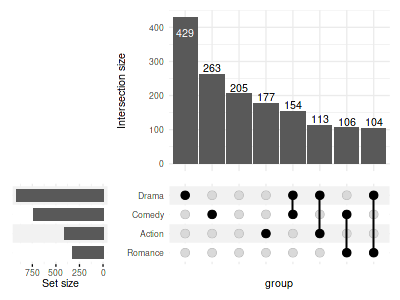 400
300
200
100
0
Intersection size
429
263
205
177
154
113
106
104
Drama
Comedy
Action
Romance
750 500 250 0
Set size
group